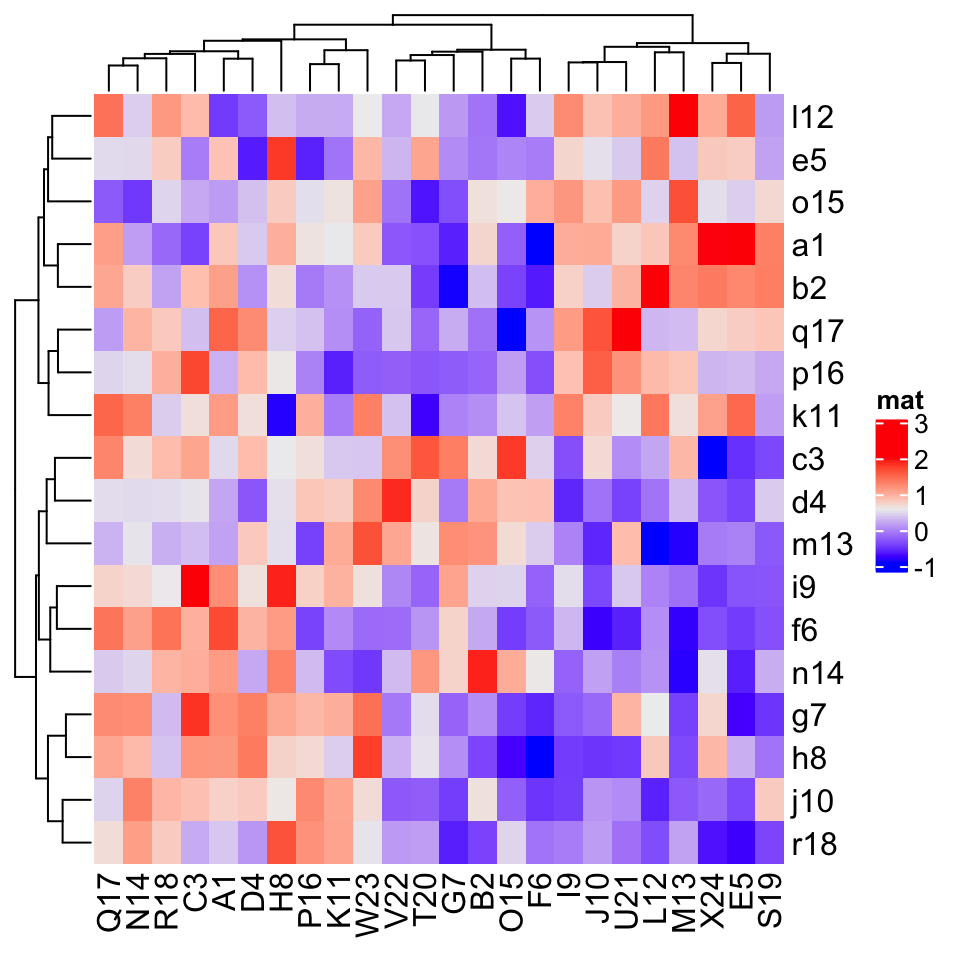 l12
e5
o15
a1
b2
q17
p16
k11
c3
d4
m13
i9
f6
n14
g7
h8
j10
r18
mat
3
2
1
0
-1
Q17 N14 R18 C3 A1 D4 H8 P16 K11 W23 V22 T20 G7 B2 O15 F6 I9 J10 U21 L12 M13 X24 E5 S19